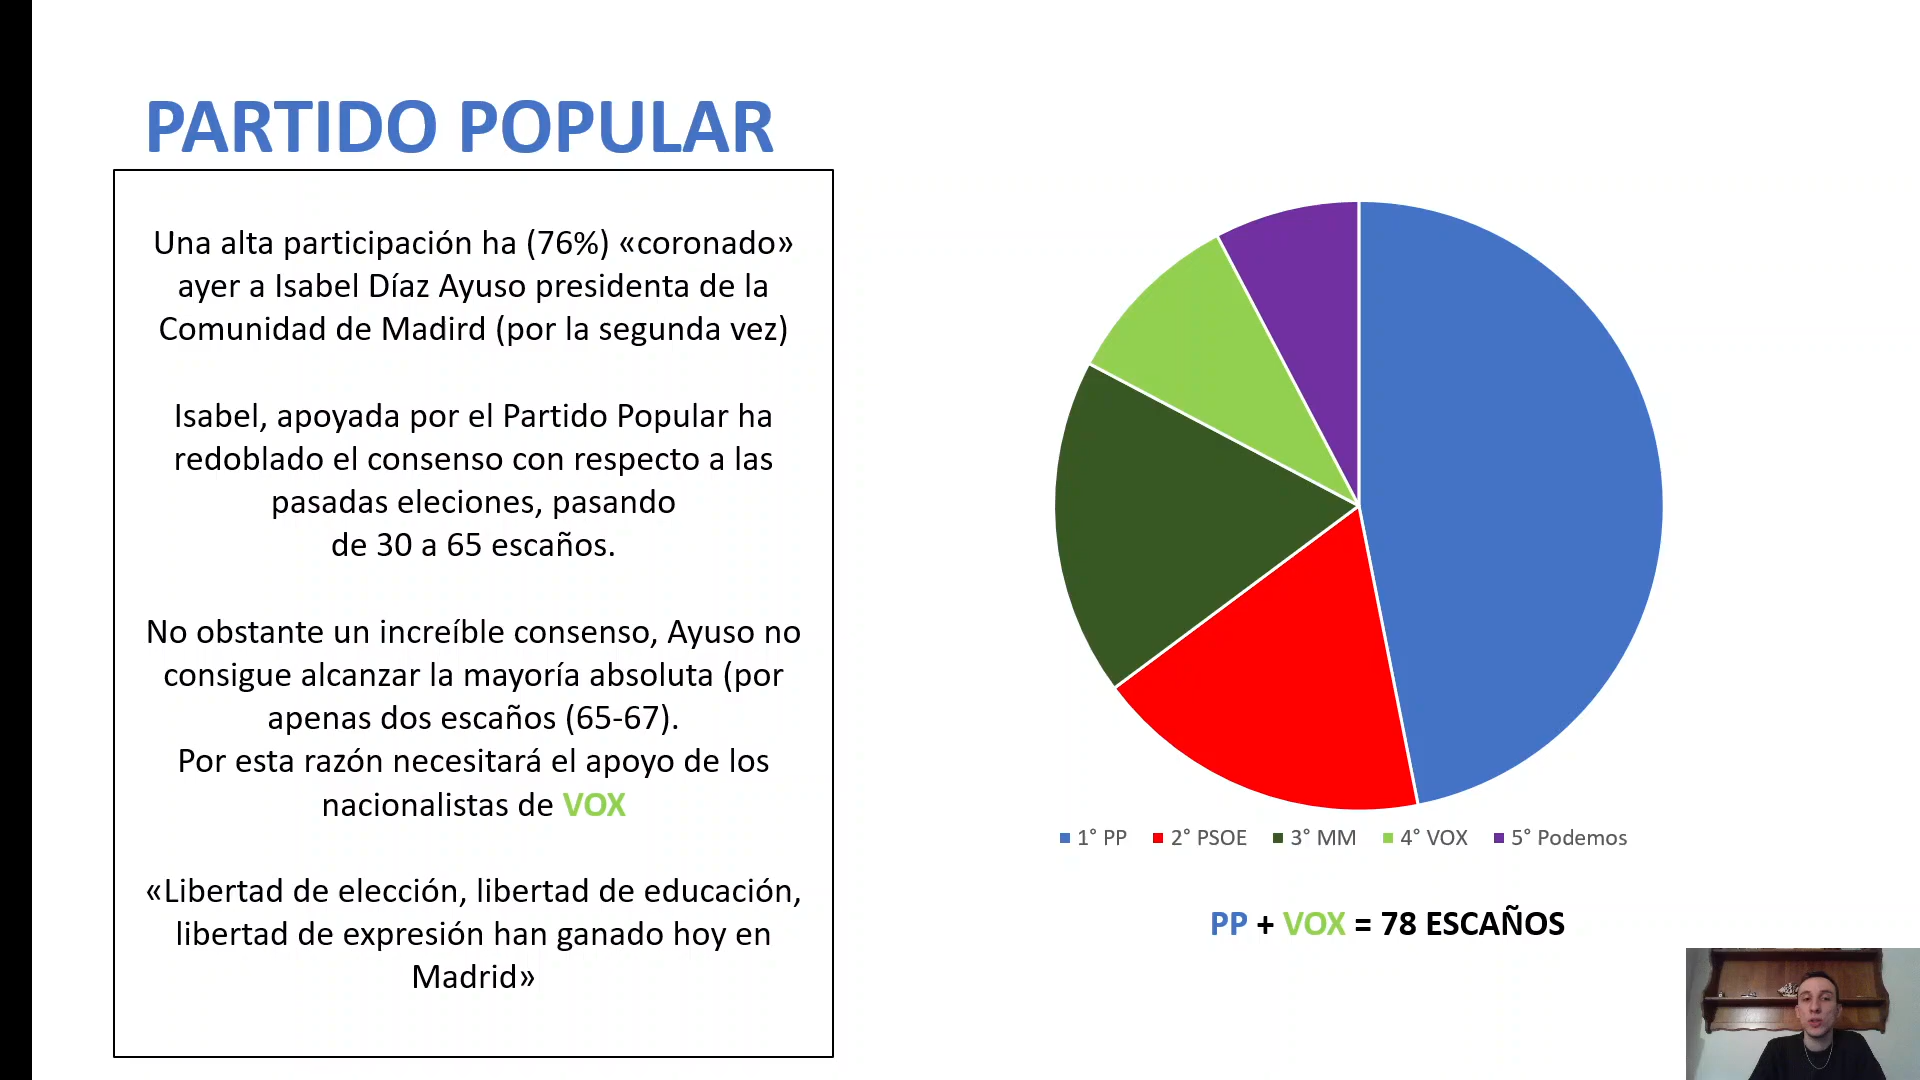 PARTIDO POPULAR
Una alta participación ha (76%) «coronado»
ayer a Isabel Díaz Ayuso presidenta de la
Comunidad de Madird (por la segunda vez)
Isabel, apoyada por el Partido Popular ha
redoblado el consenso con respecto a las
pasadas eleciones, pasando
de 30 a 65 escaños.
No obstante un increíble consenso, Ayuso no
consigue alcanzar la mayoría absoluta (por
apenas dos escaños (65-67).
Por esta razón necesitará el apoyo de los
nacionalistas de VOX
«Libertad de elección, libertad de educación,
libertad de expresión han ganado hoy en
Madrid»
1° PP 2° PSOE 3° MM 4° VOX 5° Podemos
PP + VOX = 78 ESCAÑOS